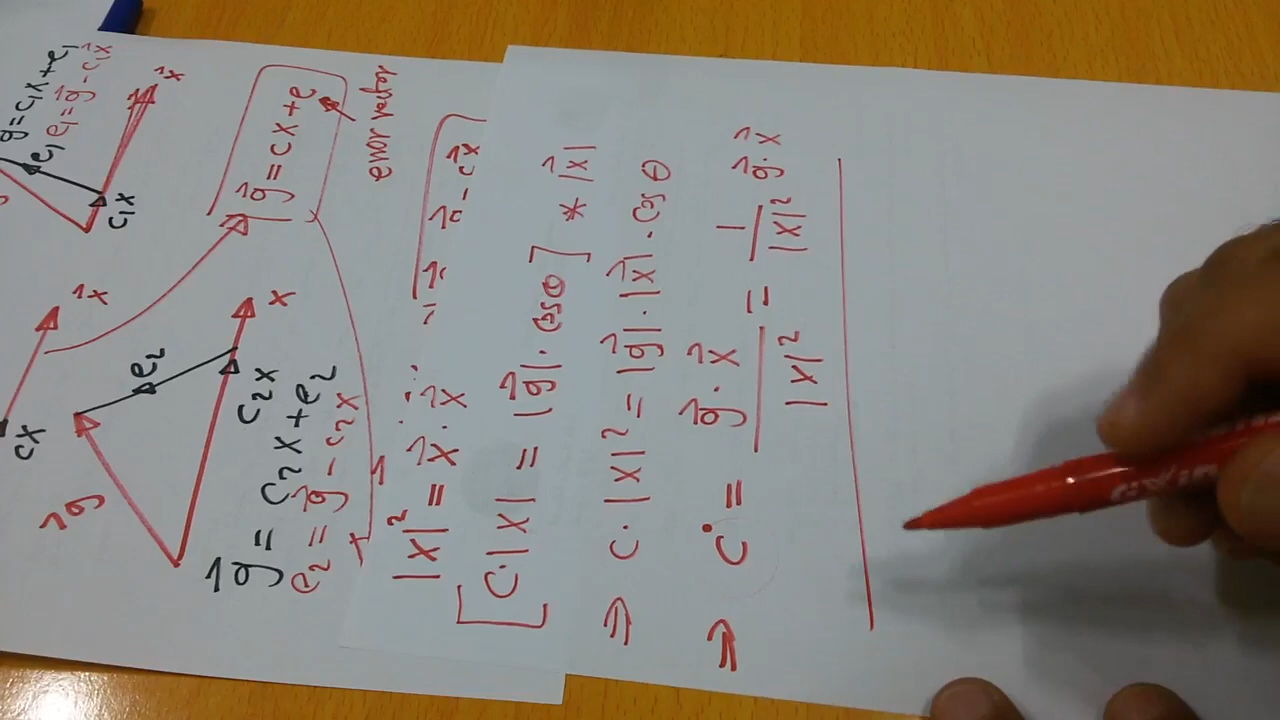 g = c₁x + e₁
e₁ = g⃗ - c₁x⃗
x⃗
c₁x
e₁
g⃗ = cx + e
error vector
x⃗
cx
g⃗
e₂
x
c₂x
g⃗ = c₂x + e₂
e₂ = g⃗ - c₂x
- cx⃗
|x|² = x⃗ . x⃗
[c.|x| = |g⃗| . cosθ] * |x⃗|
⇒ c.|x|² = |g⃗| . |x⃗| . cosθ
⇒ c = g⃗.x⃗ / |x|² = 1 / |x|² g⃗.x⃗